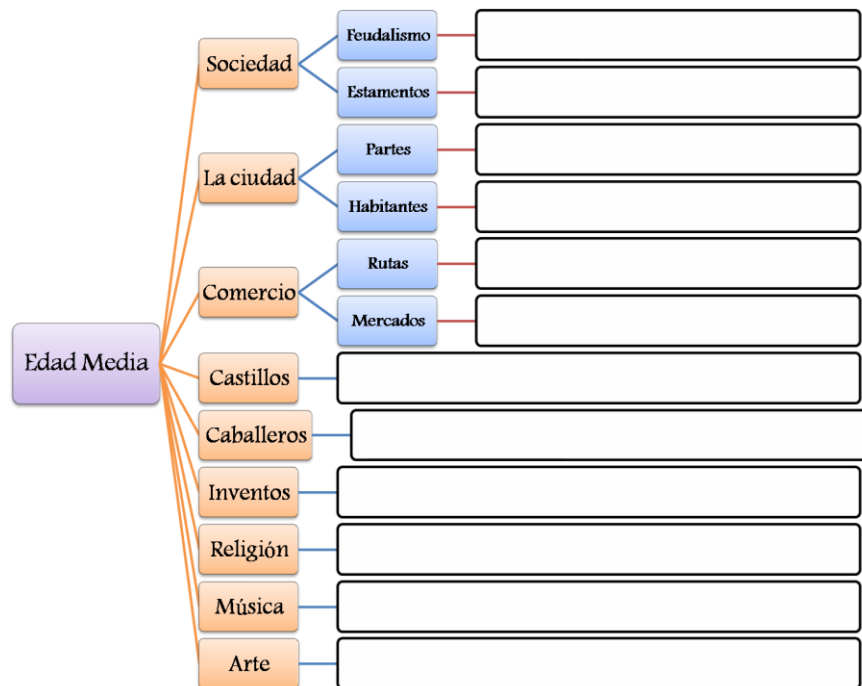 Edad Media
Sociedad
Feudalismo
Estamentos
La ciudad
Partes
Habitantes
Comercio
Rutas
Mercados
Castillos
Caballeros
Inventos
Religión
Música
Arte